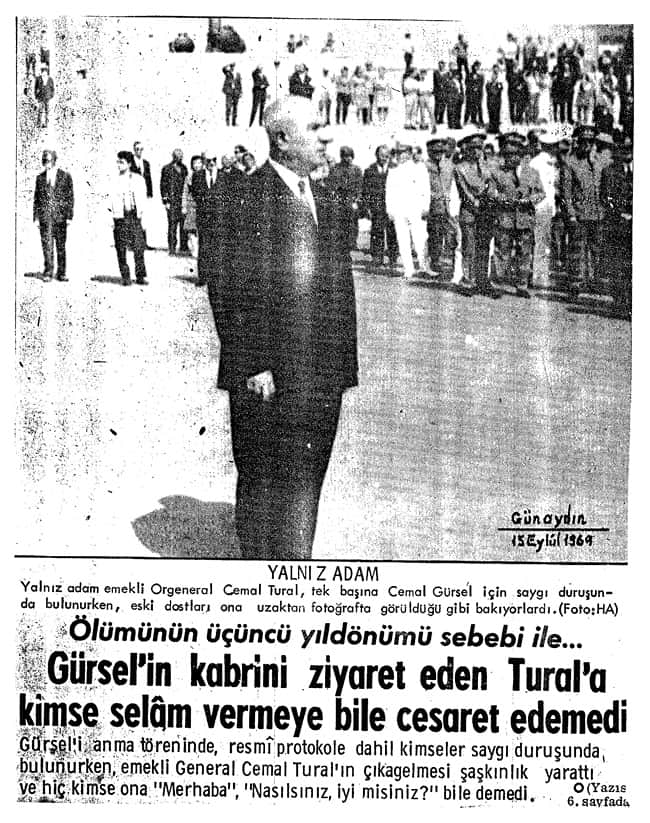 Günaydın
15 Eylül 1969
YALNIZ ADAM
Yalnız adam emekli Orgeneral Cemal Tural, tek başına Cemal Gürsel için saygı duruşun-
da bulunurken, eski dostları ona uzaktan fotoğrafta görüldüğü gibi bakıyorlardı.(Foto:HA)
Ölümünün üçüncü yıldönümü sebebi ile...
Gürsel'in kabrini ziyaret eden Tural'a
kimse selâm vermeye bile cesaret edemedi
Gürsel'i anma töreninde, resmî protokole dahil kimseler saygı duruşunda
bulunurken, emekli General Cemal Tural'ın çıkagelmesi şaşkınlık yarattı
ve hiç kimse ona "Merhaba", "Nasılsınız, iyi misiniz?" bile demedi.
O (Yazıs
6. sayfada